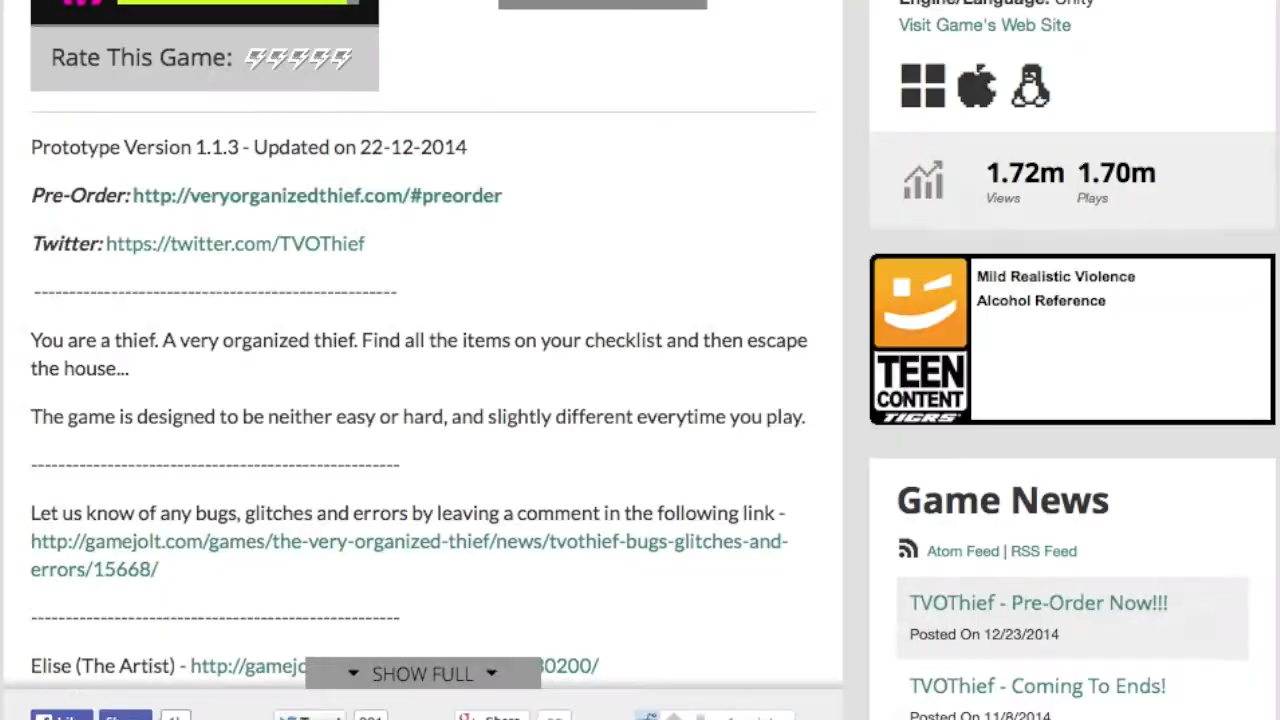 Engine/Language: Unity
Visit Game's Web Site
Rate This Game:
1.72m 1.70m
Views Plays
Prototype Version 1.1.3 - Updated on 22-12-2014
Pre-Order: http://veryorganizedthief.com/#preorder
Twitter: https://twitter.com/TVOThief
----------------------------------------------------
Mild Realistic Violence
Alcohol Reference
TEEN
CONTENT
TIGRS
You are a thief. A very organized thief. Find all the items on your checklist and then escape
the house...
The game is designed to be neither easy or hard, and slightly different everytime you play.
-----------------------------------------------------
Let us know of any bugs, glitches and errors by leaving a comment in the following link -
http://gamejolt.com/games/the-very-organized-thief/news/tvothief-bugs-glitches-and-
errors/15668/
-----------------------------------------------------
Elise (The Artist) - http://gamejo 30200/
SHOW FULL
Game News
Atom Feed | RSS Feed
TVOThief - Pre-Order Now!!!
Posted On 12/23/2014
TVOThief - Coming To Ends!
Posted On 11/8/2014